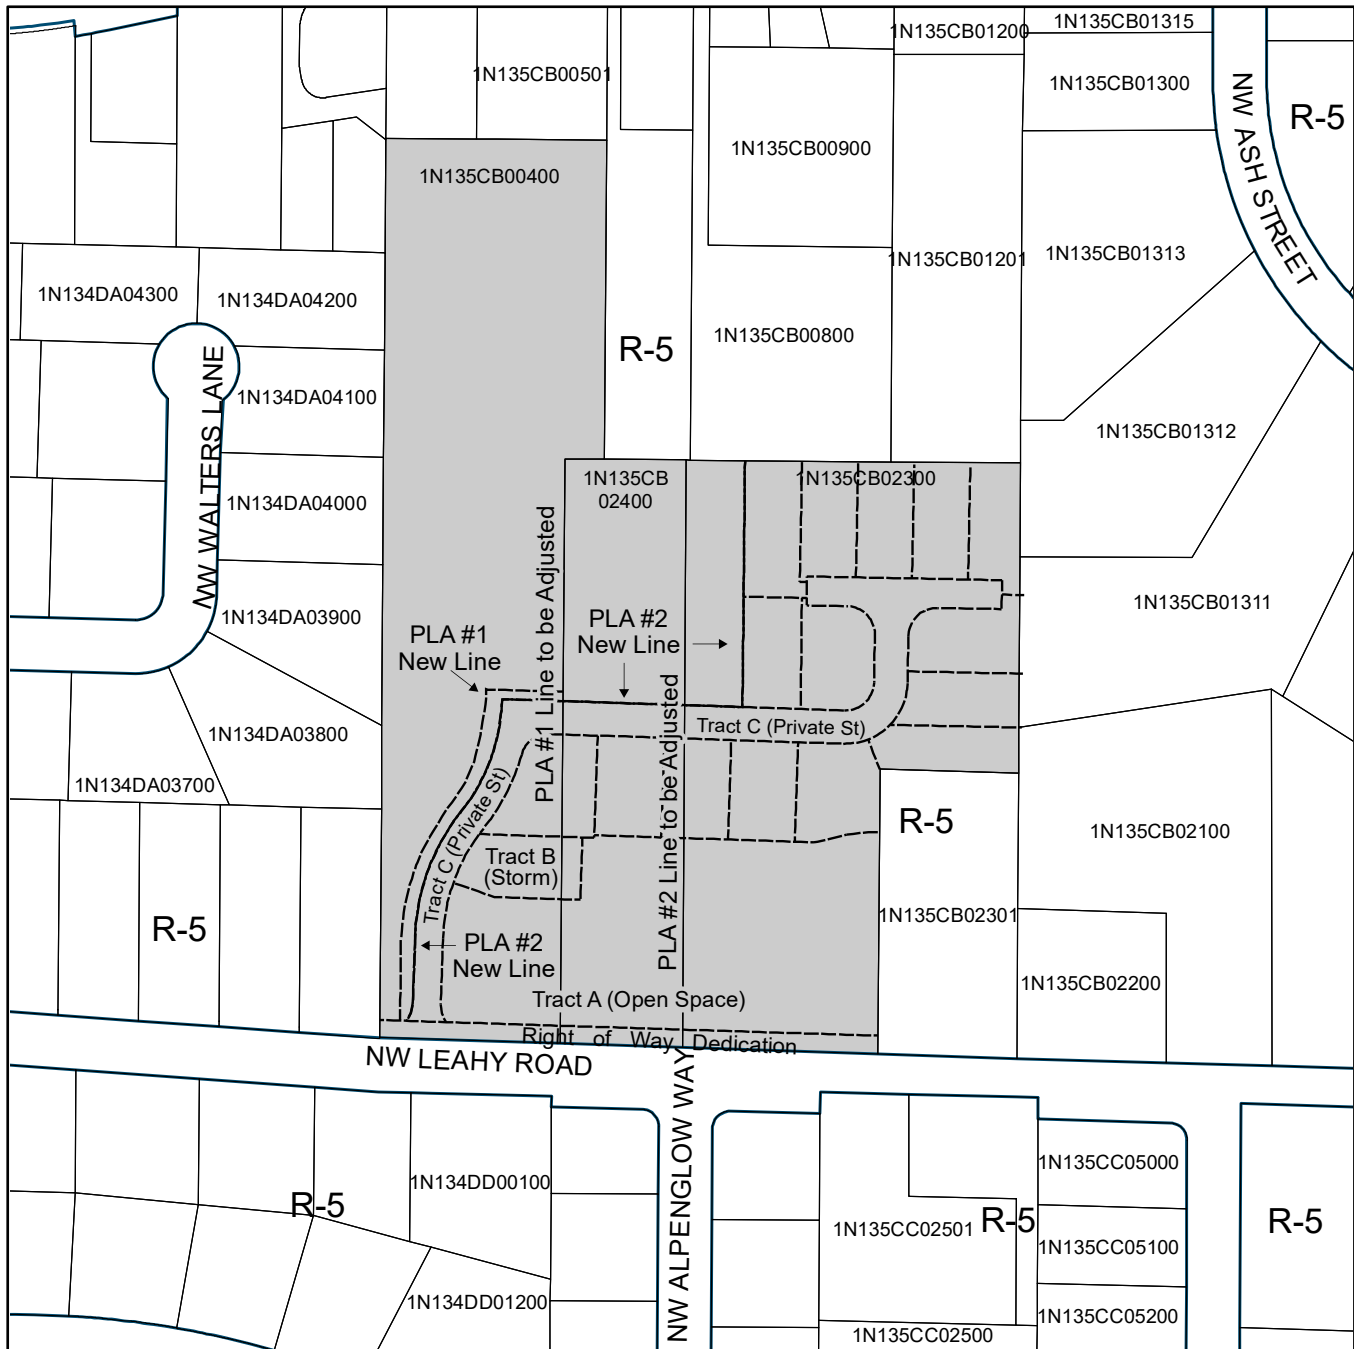 1N135CB01200
1N135CB01315
1N135CB00501
1N135CB01300
NW ASH STREET
R-5
1N135CB00900
1N135CB00400
1N135CB01201
1N135CB01313
1N134DA04300
1N134DA04200
R-5
1N135CB00800
NW WALTERS LANE
1N134DA04100
1N135CB01312
1N135CB
02400
1N135CB02300
1N134DA04000
PLA #1 Line to be Adjusted
1N134DA03900
PLA #1
New Line
PLA #2
New Line
1N135CB01311
PLA #2 Line to be Adjusted
Tract C (Private St)
1N134DA03800
1N134DA03700
Tract C (Private St)
R-5
1N135CB02100
Tract B
(Storm)
1N135CB02301
R-5
PLA #2
New Line
1N135CB02200
Tract A (Open Space)
Right of Way Dedication
NW LEAHY ROAD
NW ALPENGLOW WAY
1N134DD00100
R-5
1N135CC05000
1N135CC02501
R-5
R-5
1N135CC05100
1N134DD01200
1N135CC05200
1N135CC02500